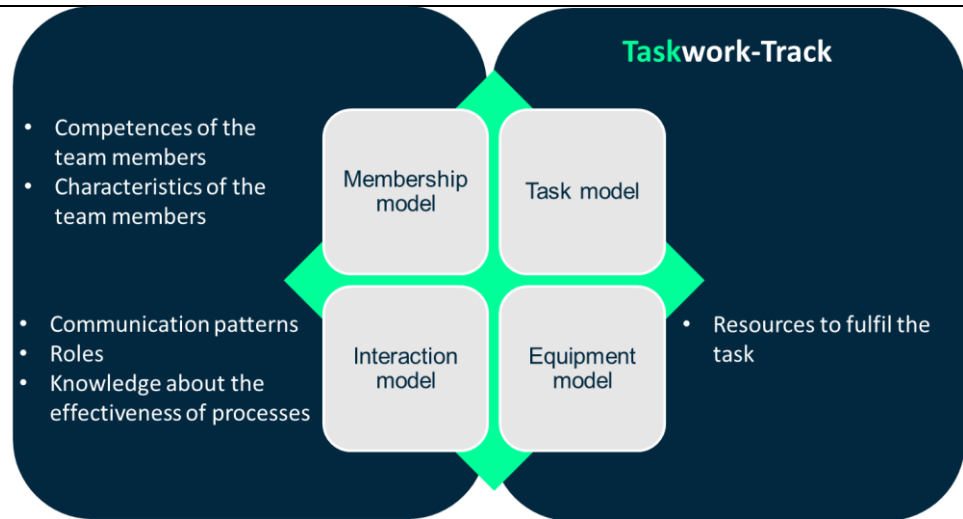 Taskwork-Track
• Competences of the
team members
• Characteristics of the
team members
Membership
model
Task model
• Communication patterns
• Roles
• Knowledge about the
effectiveness of processes
Interaction
model
Equipment
model
• Resources to fulfil the
task